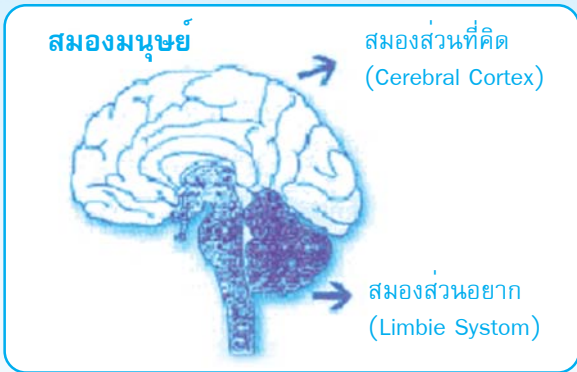 สมองมนุษย์
สมองส่วนที่คิด
(Cerebral Cortex)
สมองส่วนอยาก
(Limbie Systom)